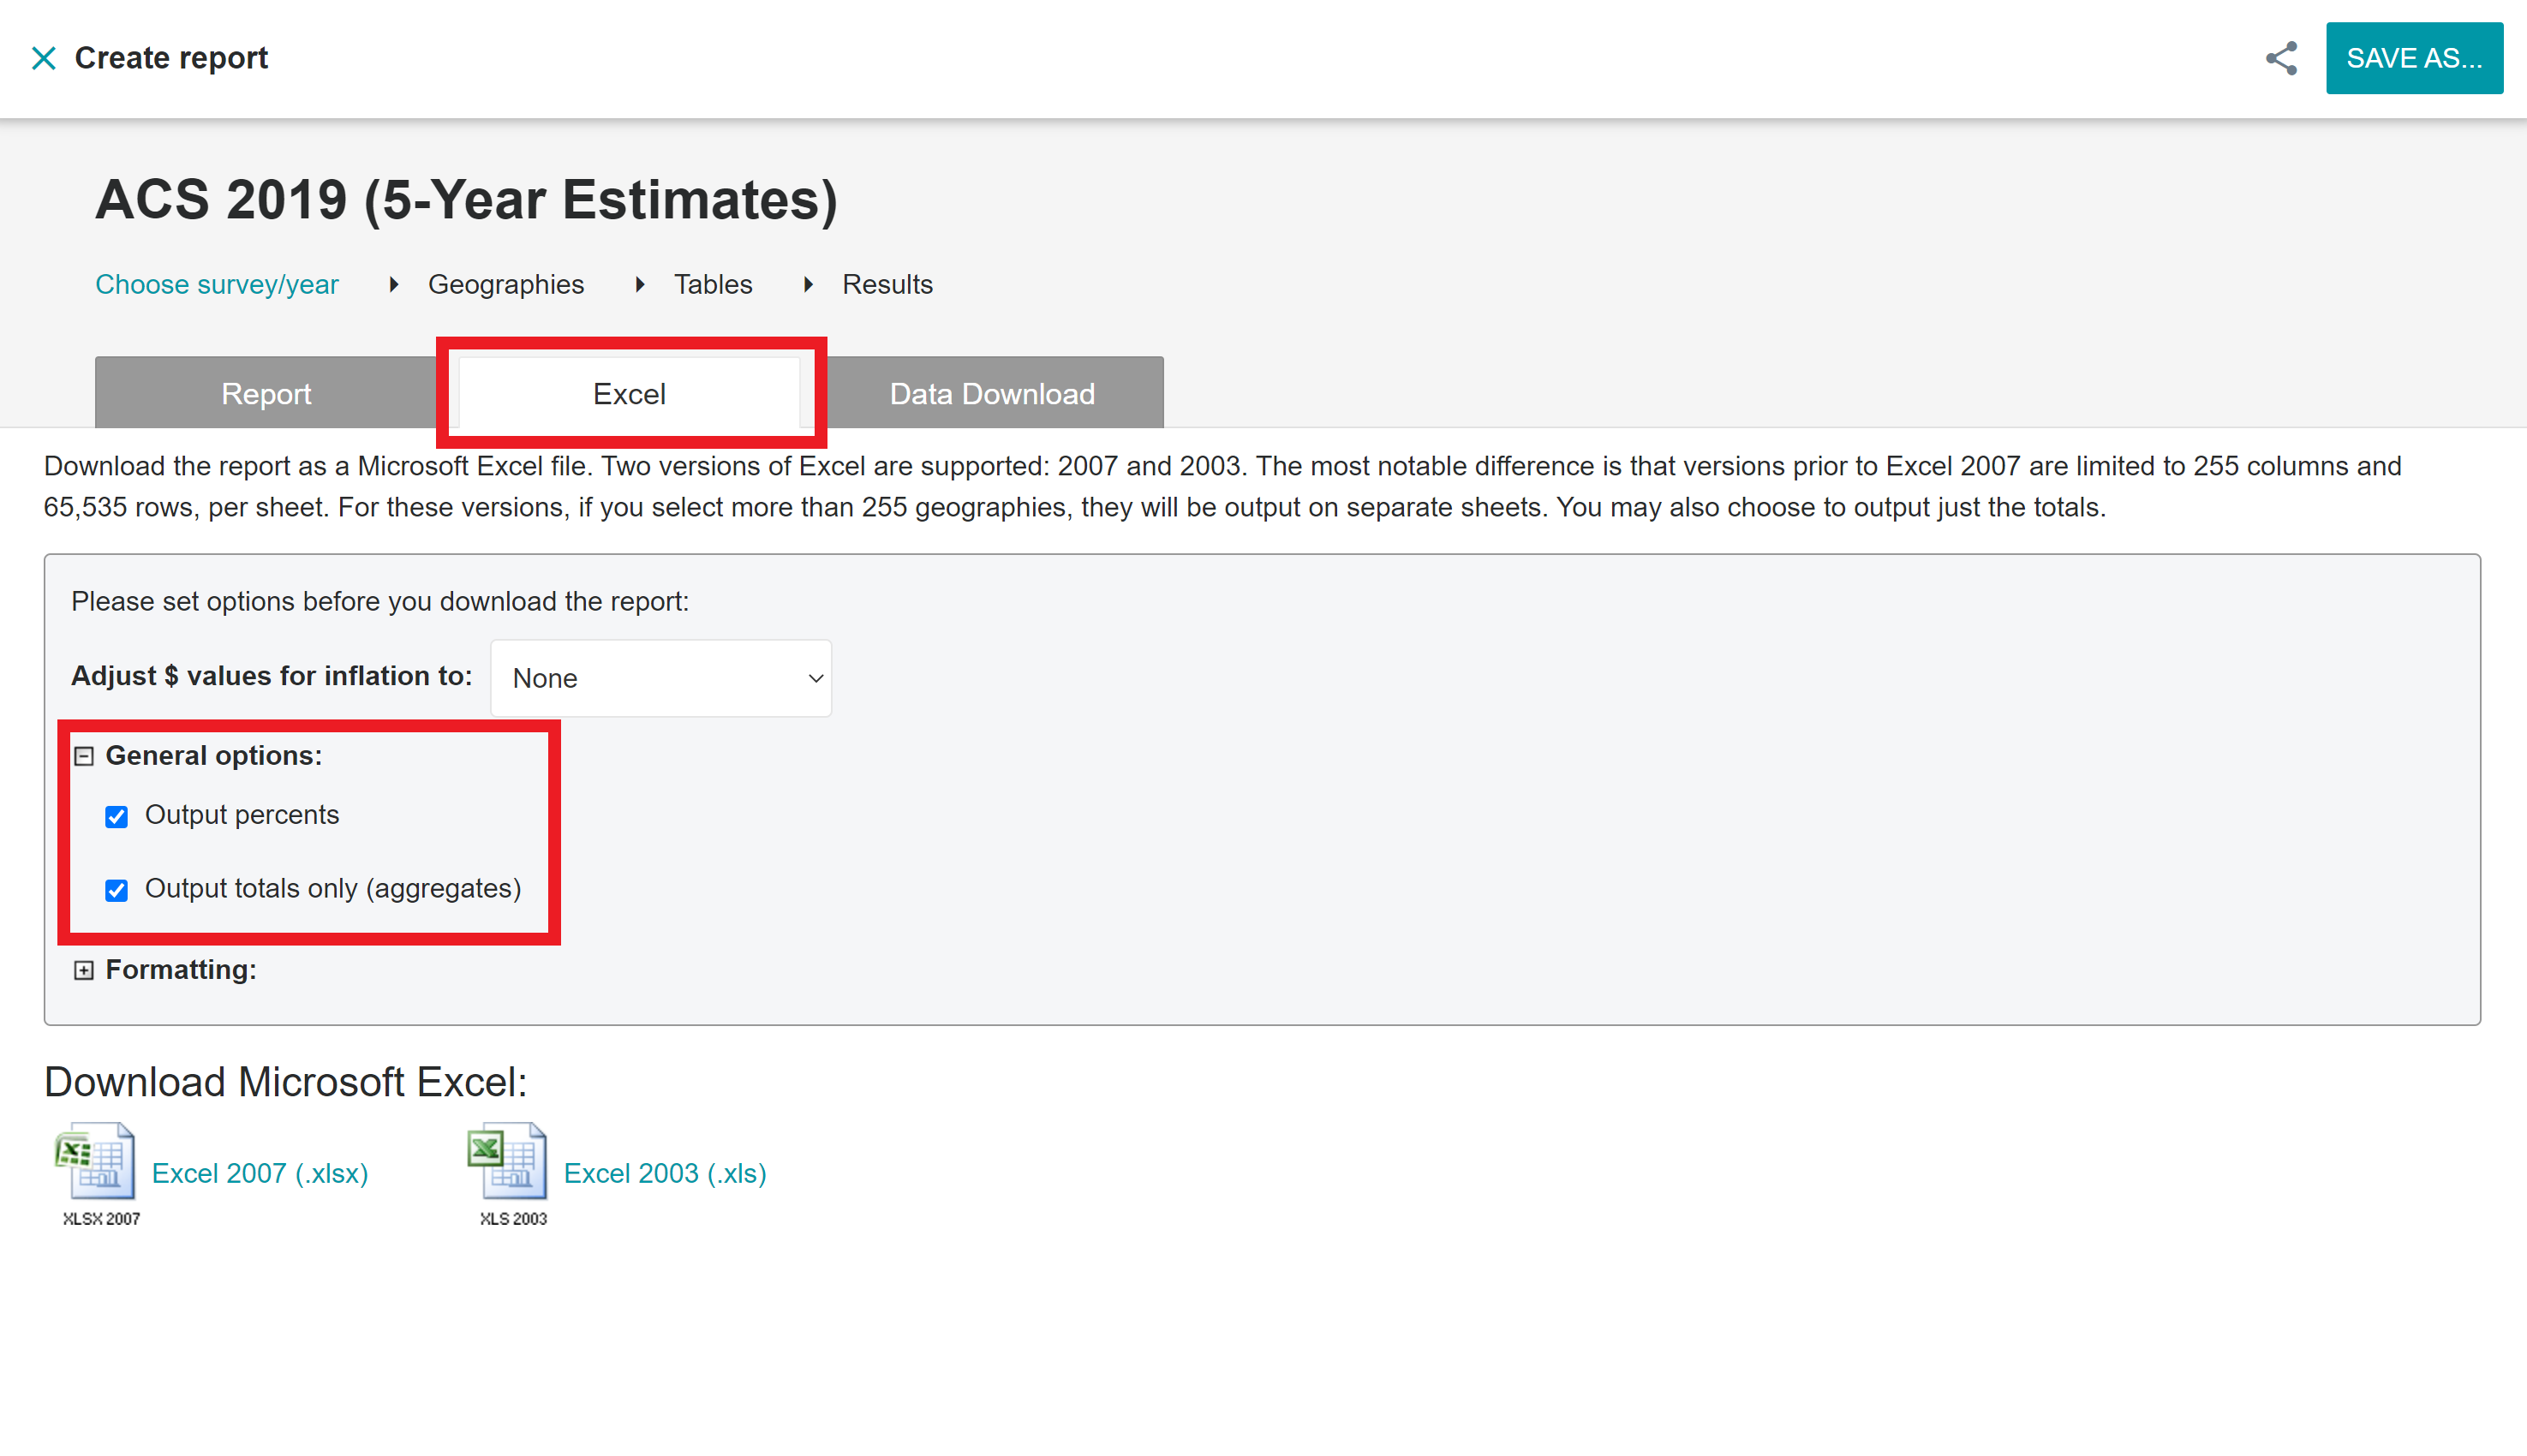 Create report
SAVE AS...
ACS 2019 (5-Year Estimates)
Choose survey/year Geographies Tables Results
Report Excel Data Download
Download the report as a Microsoft Excel file. Two versions of Excel are supported: 2007 and 2003. The most notable difference is that versions prior to Excel 2007 are limited to 255 columns and
65,535 rows, per sheet. For these versions, if you select more than 255 geographies, they will be output on separate sheets. You may also choose to output just the totals.
Please set options before you download the report:
Adjust $ values for inflation to: None
General options:
Output percents
Output totals only (aggregates)
Formatting:
Download Microsoft Excel:
Excel 2007 (.xlsx) Excel 2003 (.xls)
XLSX 2007 XLS 2003